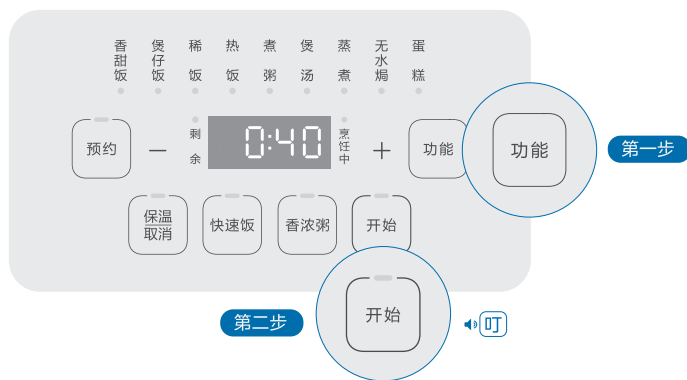 香甜饭 煲仔饭 稀饭 热饭 煮粥 煲汤 蒸煮 无水焗 蛋糕
预约 − 剩余 0:40 烹饪中 + 功能 功能 第一步
保温 取消 快速饭 香浓粥 开始
第二步 开始 叮